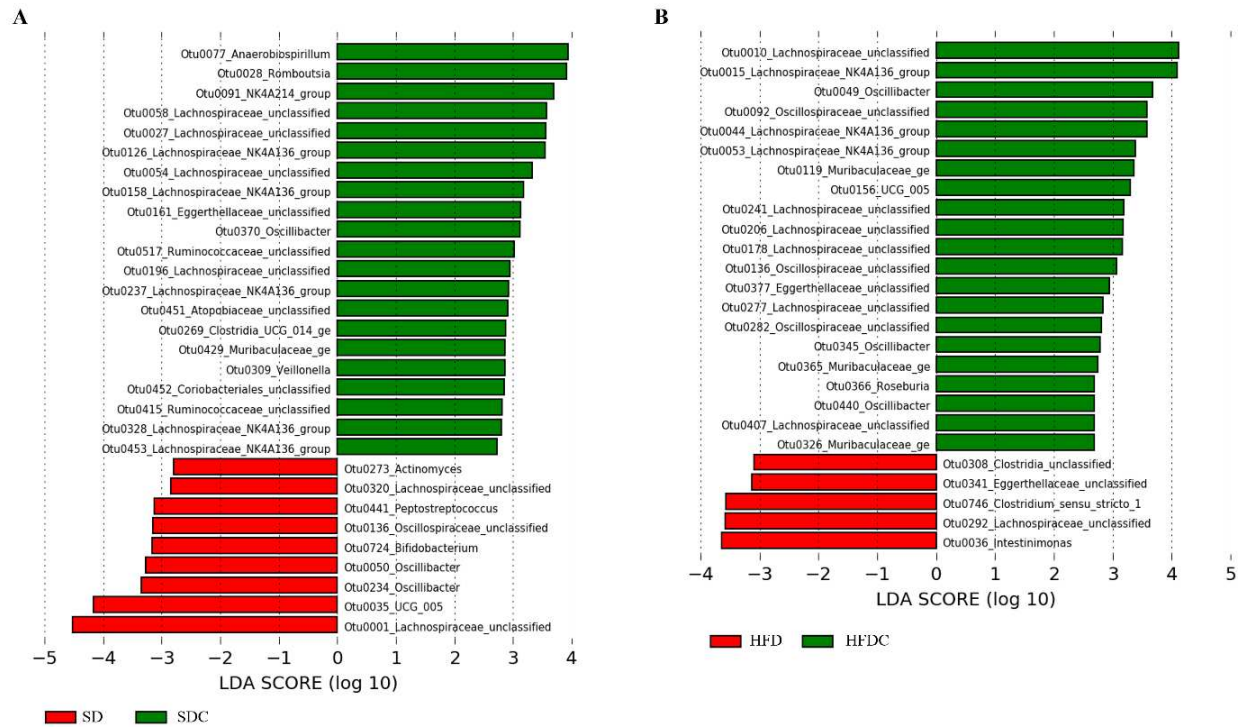 A
Otu0077_Anaerobiospirillum
Otu0028_Romboutsia
Otu0091_NK4A214_group
Otu0058_Lachnospiraceae_unclassified
Otu0027_Lachnospiraceae_unclassified
Otu0126_Lachnospiraceae_NK4A136_group
Otu0054_Lachnospiraceae_unclassified
Otu0158_Lachnospiraceae_NK4A136_group
Otu0161_Eggerthellaceae_unclassified
Otu0370_Oscillibacter
Otu0517_Ruminococcaceae_unclassified
Otu0196_Lachnospiraceae_unclassified
Otu0237_Lachnospiraceae_NK4A136_group
Otu0451_Atopobiaceae_unclassified
Otu0269_Clostridia_UCG_014_ge
Otu0429_Muribaculaceae_ge
Otu0309_Veillonella
Otu0452_Coriobacteriales_unclassified
Otu0415_Ruminococcaceae_unclassified
Otu0328_Lachnospiraceae_NK4A136_group
Otu0453_Lachnospiraceae_NK4A136_group
Otu0273_Actinomyces
Otu0320_Lachnospiraceae_unclassified
Otu0441_Peptostreptococcus
Otu0136_Oscillospiraceae_unclassified
Otu0724_Bifidobacterium
Otu0050_Oscillibacter
Otu0234_Oscillibacter
Otu0035_UCG_005
Otu0001_Lachnospiraceae_unclassified
−5 −4 −3 −2 −1 0 1 2 3 4
LDA SCORE (log 10)
SD SDC
B
Otu0010_Lachnospiraceae_unclassified
Otu0015_Lachnospiraceae_NK4A136_group
Otu0049_Oscillibacter
Otu0092_Oscillospiraceae_unclassified
Otu0044_Lachnospiraceae_NK4A136_group
Otu0053_Lachnospiraceae_NK4A136_group
Otu0119_Muribaculaceae_ge
Otu0156_UCG_005
Otu0241_Lachnospiraceae_unclassified
Otu0206_Lachnospiraceae_unclassified
Otu0178_Lachnospiraceae_unclassified
Otu0136_Oscillospiraceae_unclassified
Otu0377_Eggerthellaceae_unclassified
Otu0277_Lachnospiraceae_unclassified
Otu0282_Oscillospiraceae_unclassified
Otu0345_Oscillibacter
Otu0365_Muribaculaceae_ge
Otu0366_Roseburia
Otu0440_Oscillibacter
Otu0407_Lachnospiraceae_unclassified
Otu0326_Muribaculaceae_ge
Otu0308_Clostridia_unclassified
Otu0341_Eggerthellaceae_unclassified
Otu0746_Clostridium_sensu_stricto_1
Otu0292_Lachnospiraceae_unclassified
Otu0036_Intestinimonas
−4 −3 −2 −1 0 1 2 3 4 5
LDA SCORE (log 10)
HFD HFDC